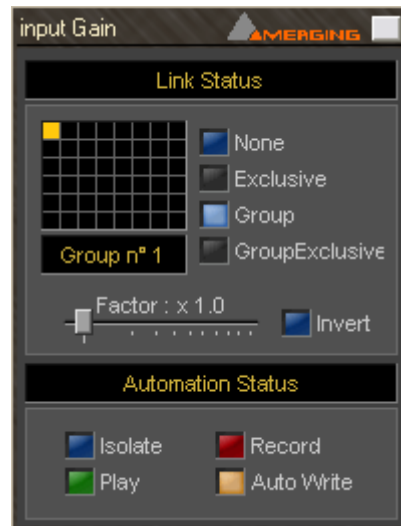 input Gain MERGING
Link Status
None
Exclusive
Group
GroupExclusive
Group n° 1
Factor : x 1.0
Invert
Automation Status
Isolate Record
Play Auto Write